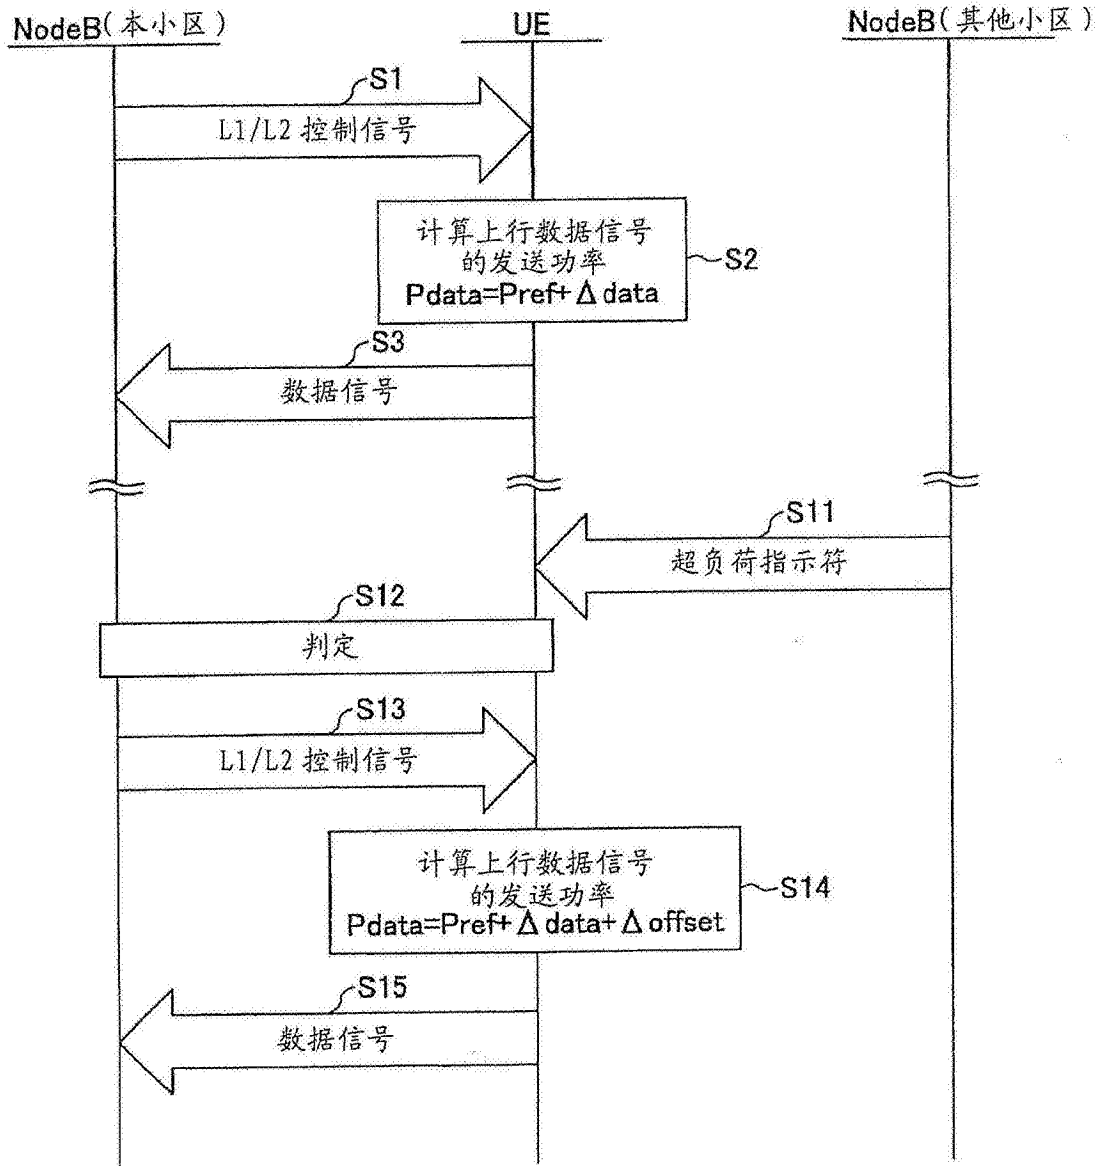 NodeB(本小区)
UE
NodeB(其他小区)
S1
L1/L2 控制信号
计算上行数据信号
的发送功率
Pdata=Pref+Δdata
S2
S3
数据信号
S11
超负荷指示符
S12
判定
S13
L1/L2 控制信号
计算上行数据信号
的发送功率
Pdata=Pref+Δdata+Δoffset
S14
S15
数据信号